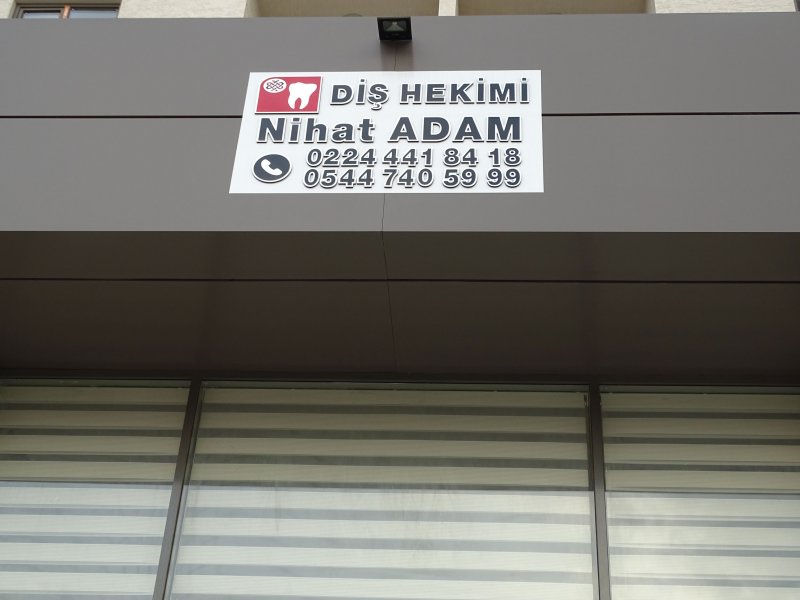 DİŞ HEKİMİ
Nihat ADAM
0224 441 84 18
0544 740 59 99